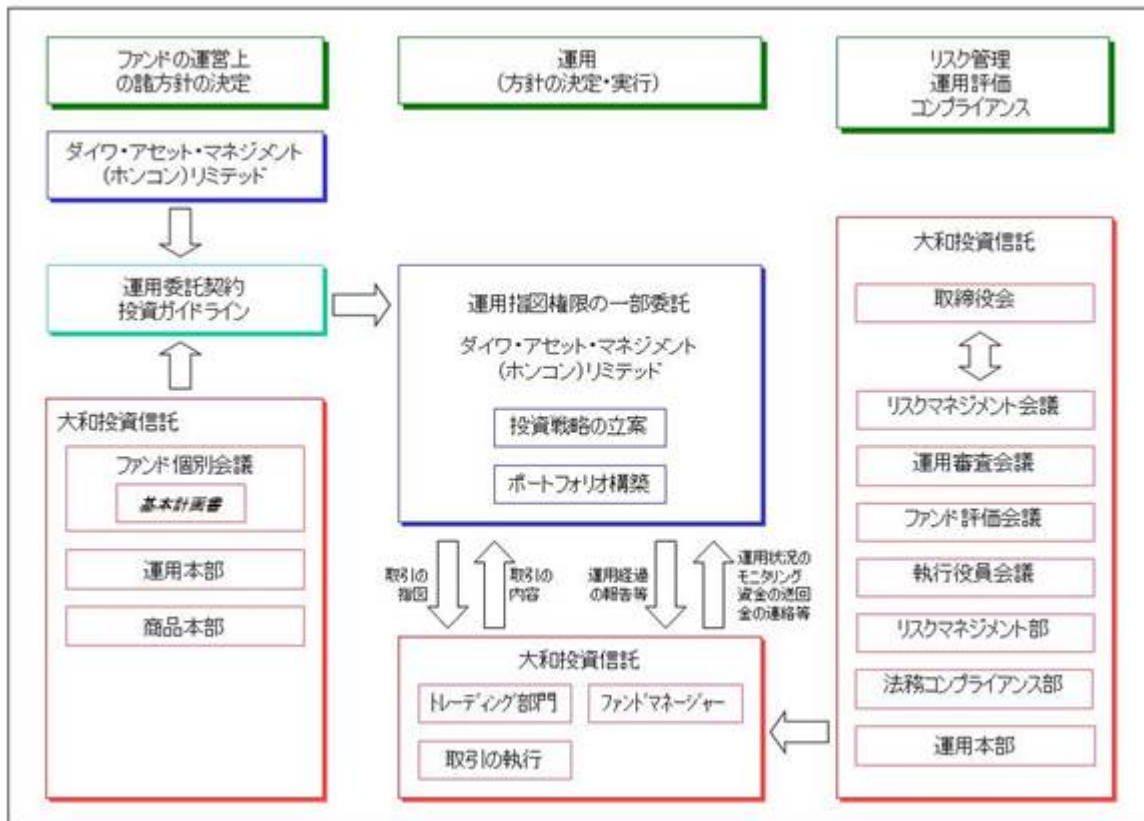 ファンドの運営上
の諸方針の決定
運用
(方針の決定・実行)
リスク管理
運用評価
コンプライアンス
ダイワ・アセット・マネジメント
(ホンコン)リミテッド
運用委託契約
投資ガイドライン
大和投資信託
ファンド個別会議
基本計画書
運用本部
商品本部
運用指図権限の一部委託
ダイワ・アセット・マネジメント
(ホンコン)リミテッド
投資戦略の立案
ポートフォリオ構築
取引の
指図
取引の
内容
運用経過
の報告等
運用状況の
モニタリング
資金の送回
金の連絡等
大和投資信託
トレーディング部門
ファンドマネージャー
取引の執行
大和投資信託
取締役会
リスクマネジメント会議
運用審査会議
ファンド評価会議
執行役員会議
リスクマネジメント部
法務コンプライアンス部
運用本部